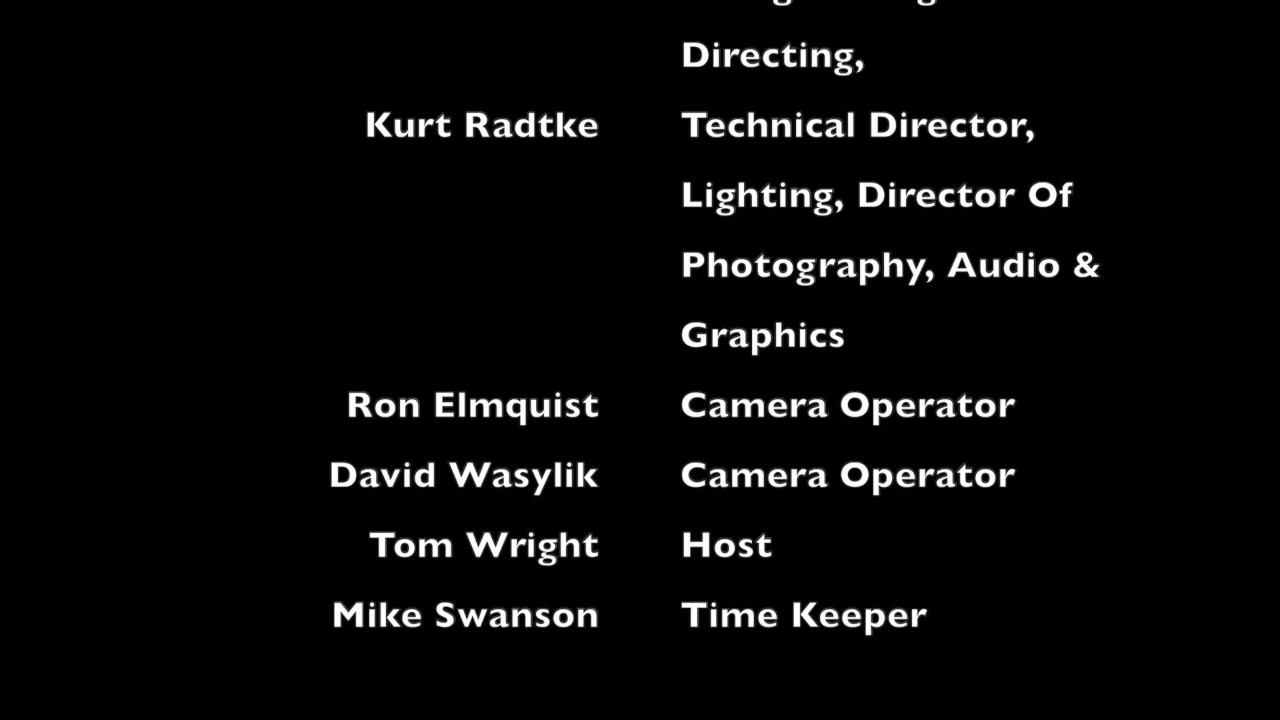 Directing,
Kurt Radtke Technical Director,
Lighting, Director Of
Photography, Audio &
Graphics
Ron Elmquist Camera Operator
David Wasylik Camera Operator
Tom Wright Host
Mike Swanson Time Keeper